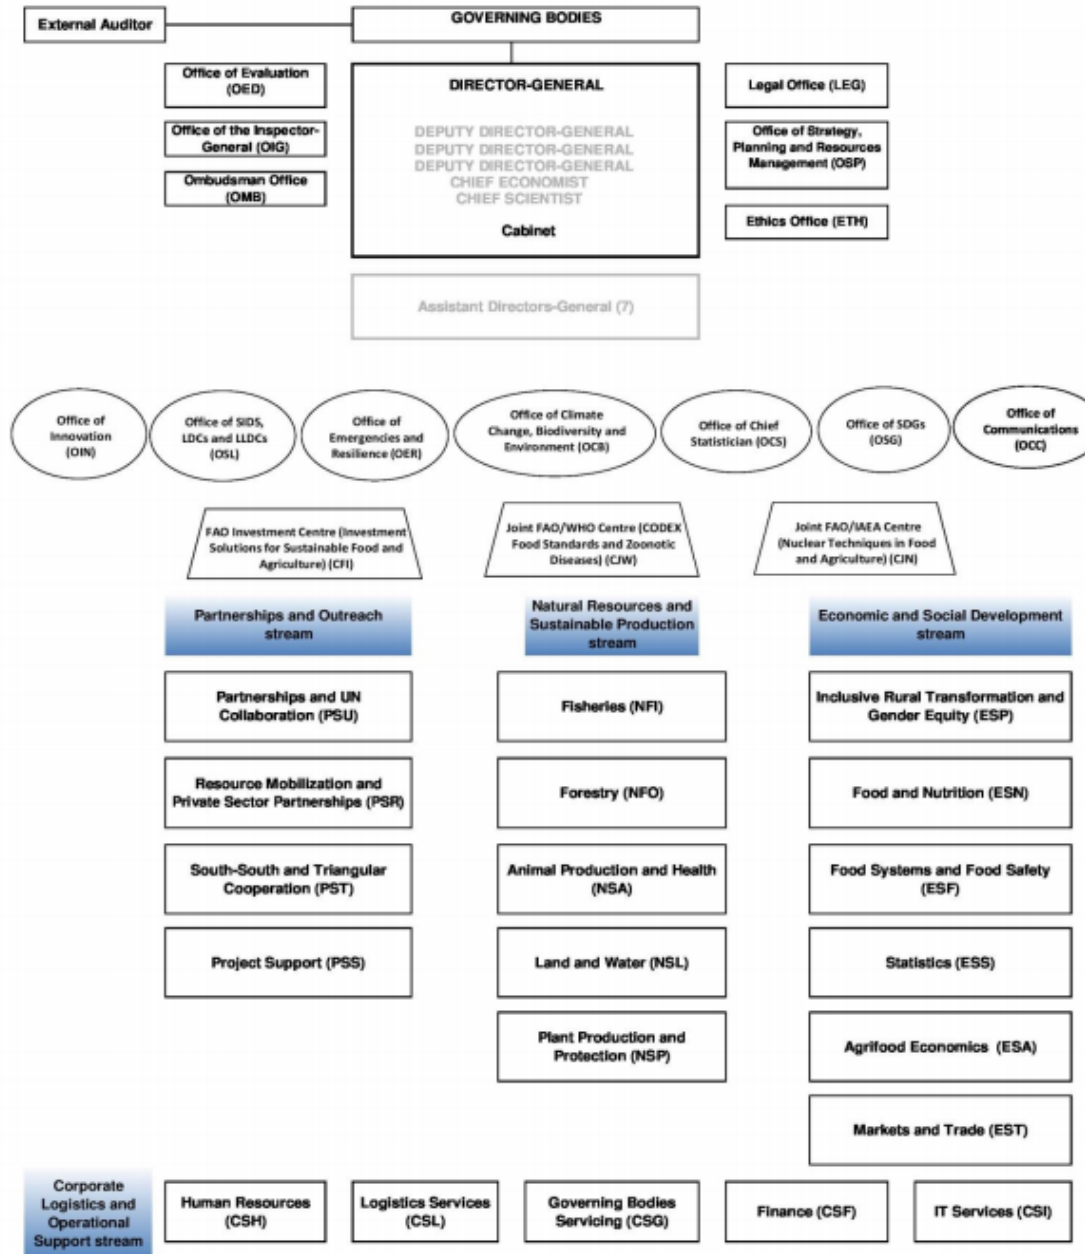 External Auditor
GOVERNING BODIES
Office of Evaluation
(OED)
Office of the Inspector-
General (OIG)
Ombudsman Office
(OMB)
DIRECTOR-GENERAL
DEPUTY DIRECTOR-GENERAL
DEPUTY DIRECTOR-GENERAL
DEPUTY DIRECTOR-GENERAL
CHIEF ECONOMIST
CHIEF SCIENTIST
Cabinet
Legal Office (LEG)
Office of Strategy,
Planning and Resources
Management (OSP)
Ethics Office (ETH)
Assistant Directors-General (7)
Office of
Innovation
(OIN)
Office of SIDS,
LDCs and LLDCs
(OSL)
Office of
Emergencies and
Resilience (OER)
Office of Climate
Change, Biodiversity and
Environment (OCB)
Office of Chief
Statistician (OCS)
Office of SDGs
(OSG)
Office of
Communications
(OCC)
FAO Investment Centre (Investment
Solutions for Sustainable Food and
Agriculture) (CFI)
Joint FAO/WHO Centre (CODEX
Food Standards and Zoonotic
Diseases) (CJW)
Joint FAO/IAEA Centre
(Nuclear Techniques in Food
and Agriculture) (CJN)
Partnerships and Outreach
stream
Natural Resources and
Sustainable Production
stream
Economic and Social Development
stream
Partnerships and UN
Collaboration (PSU)
Fisheries (NFI)
Inclusive Rural Transformation and
Gender Equity (ESP)
Resource Mobilization and
Private Sector Partnerships (PSR)
Forestry (NFO)
Food and Nutrition (ESN)
South-South and Triangular
Cooperation (PST)
Animal Production and Health
(NSA)
Food Systems and Food Safety
(ESF)
Project Support (PSS)
Land and Water (NSL)
Statistics (ESS)
Plant Production and
Protection (NSP)
Agrifood Economics (ESA)
Markets and Trade (EST)
Corporate
Logistics and
Operational
Support stream
Human Resources
(CSH)
Logistics Services
(CSL)
Governing Bodies
Servicing (CSG)
Finance (CSF)
IT Services (CSI)